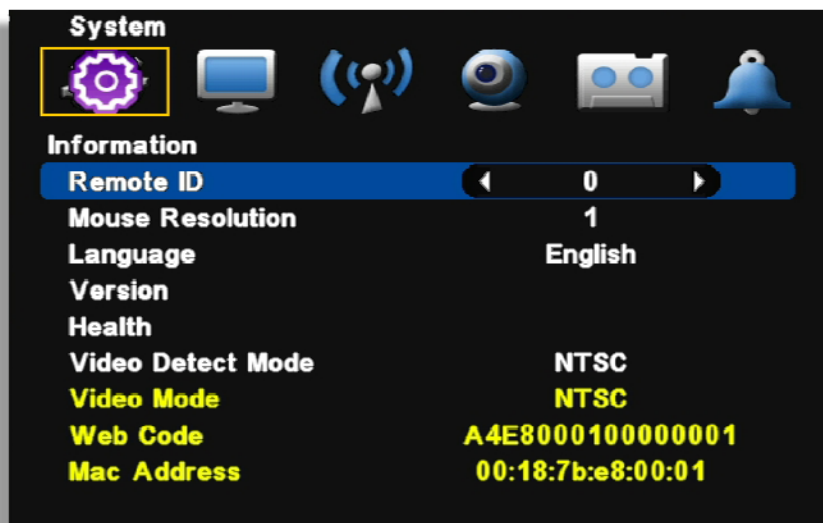 System
Information
Remote ID 0
Mouse Resolution 1
Language English
Version
Health
Video Detect Mode NTSC
Video Mode NTSC
Web Code A4E8000100000001
Mac Address 00:18:7b:e8:00:01